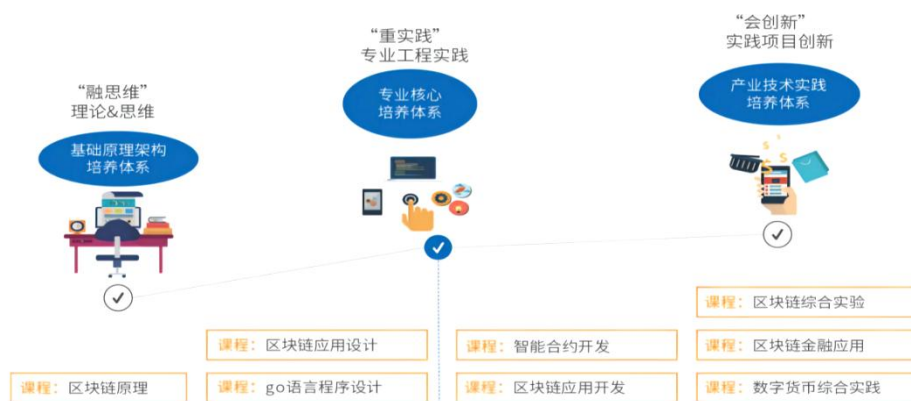 “融思维”
理论&思维
基础原理架构
培养体系
“重实践”
专业工程实践
专业核心
培养体系
“会创新”
实践项目创新
产业技术实践
培养体系
课程：区块链原理
课程：区块链应用设计
课程：go语言程序设计
课程：智能合约开发
课程：区块链应用开发
课程：区块链综合实验
课程：区块链金融应用
课程：数字货币综合实践